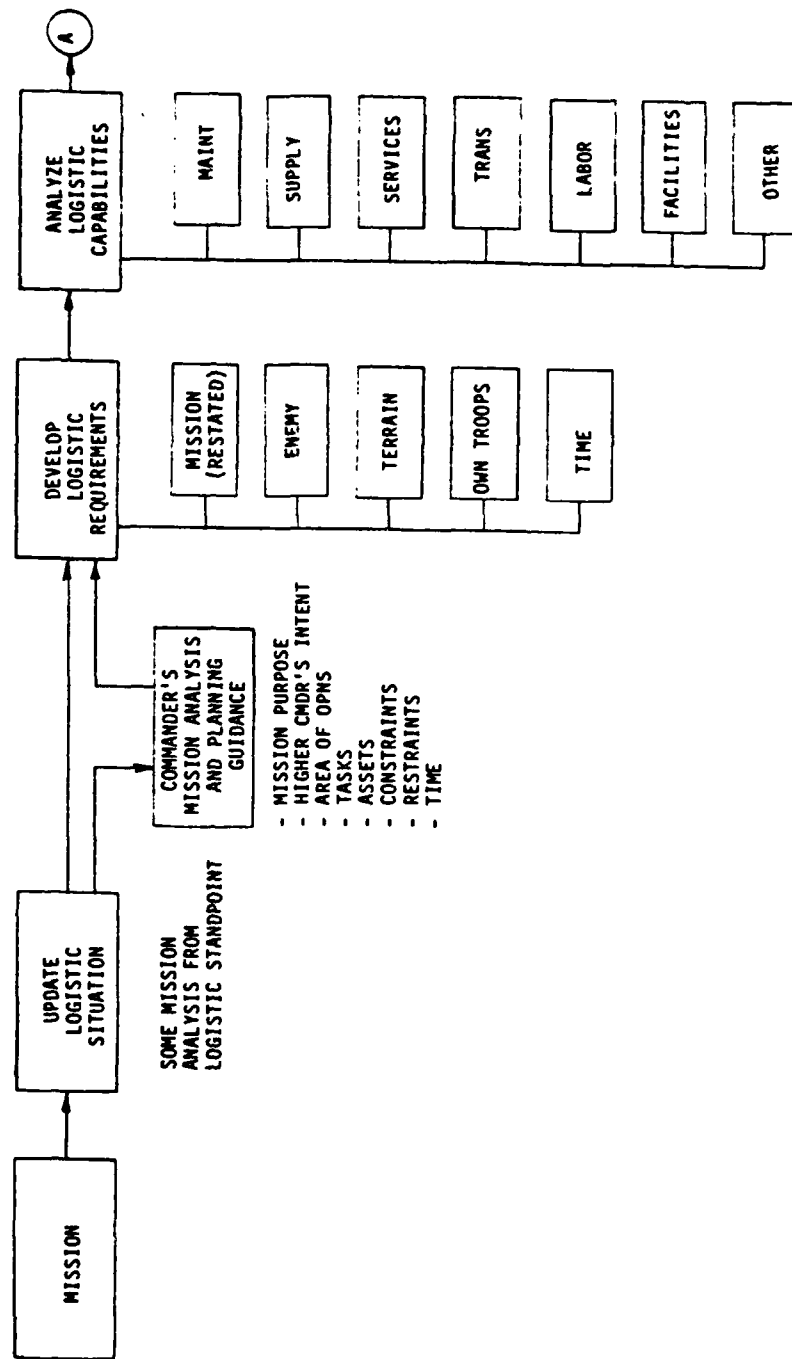 MISSION
UPDATE
LOGISTIC
SITUATION
SOME MISSION
ANALYSIS FROM
LOGISTIC STANDPOINT
COMMANDER'S
MISSION ANALYSIS
AND PLANNING
GUIDANCE
- MISSION PURPOSE
- HIGHER CMDR'S INTENT
- AREA OF OPNS
- TASKS
- ASSETS
- CONSTRAINTS
- RESTRAINTS
- TIME
DEVELOP
LOGISTIC
REQUIREMENTS
MISSION
(RESTATED)
ENEMY
TERRAIN
OWN TROOPS
TIME
ANALYZE
LOGISTIC
CAPABILITIES
MAINT
SUPPLY
SERVICES
TRANS
LABOR
FACILITIES
OTHER
A